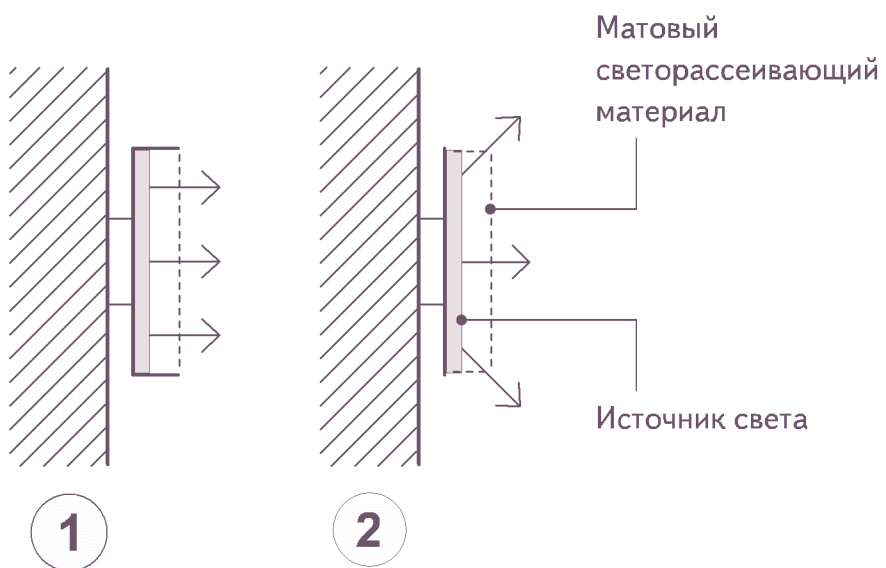 Матовый
светорассеивающий
материал
Источник света
1
2